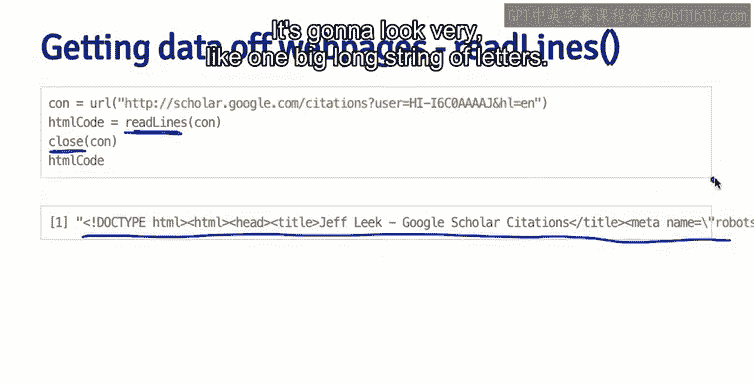 Getting data off webpages - readLines()
It's gonna look very,
like one big long string of letters.
con = url("http://scholar.google.com/citations?user=HI-I6C0AAAAJ&hl=en")
htmlCode = readLines(con)
close(con)
htmlCode
[1] "<!DOCTYPE html><html><head><title>Jeff Leek - Google Scholar Citations</title><meta name=\"robots